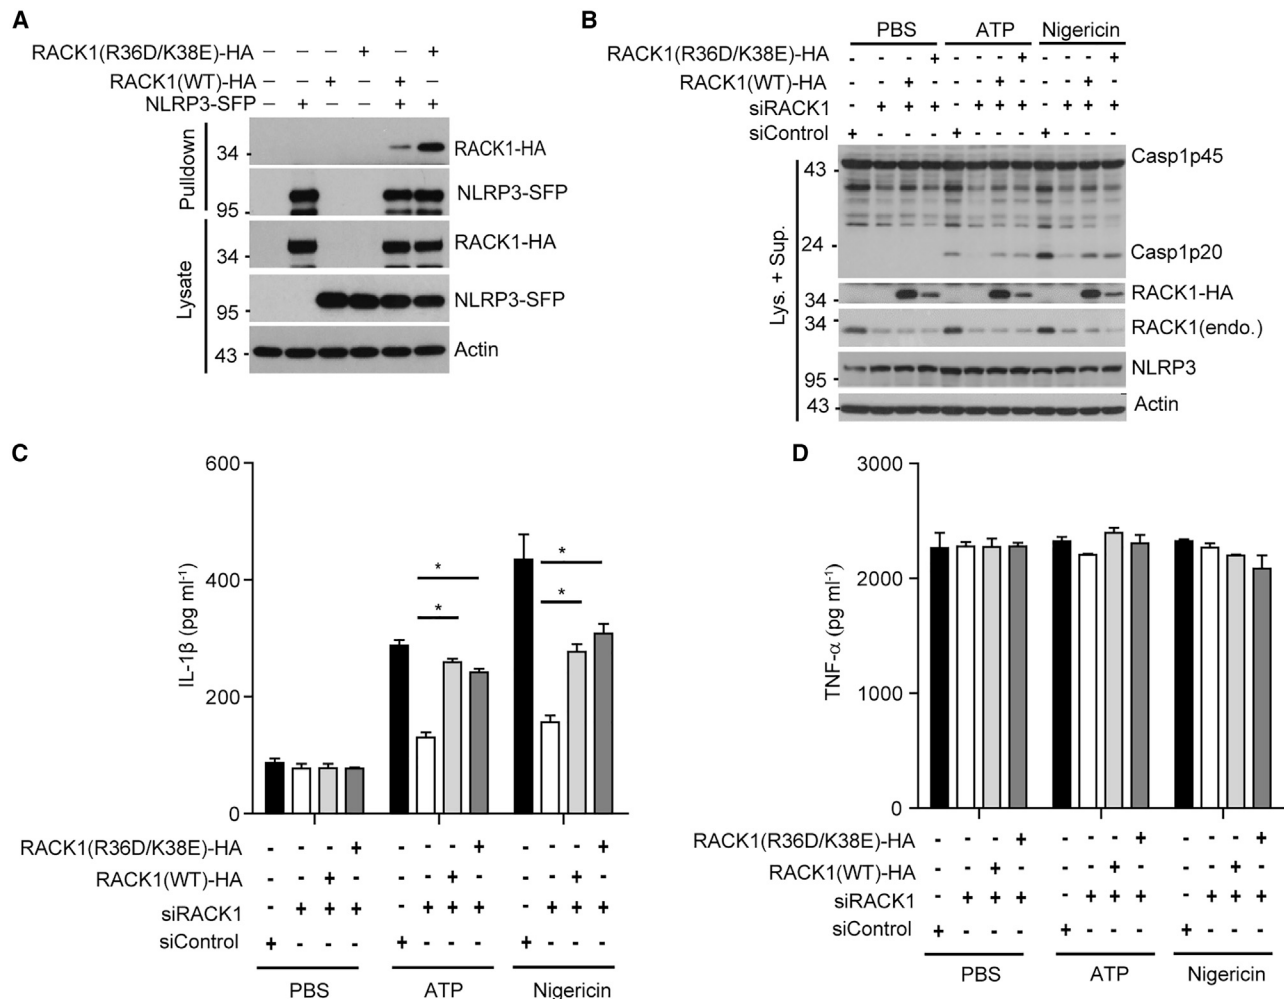 A
RACK1(R36D/K38E)-HA - - - + - +
RACK1(WT)-HA - - + - + -
NLRP3-SFP - + - - + +
Pulldown
34 RACK1-HA
95 NLRP3-SFP
Lysate
34 RACK1-HA
95 NLRP3-SFP
43 Actin
B
PBS ATP Nigericin
RACK1(R36D/K38E)-HA - - - + - - - + - - - +
RACK1(WT)-HA - - + - - - + - - - + -
siRACK1 - + + + - + + + - + + +
siControl + - - - + - - - + - - -
Lys. + Sup.
43 Casp1p45
24 Casp1p20
34 RACK1-HA
34 RACK1(endo.)
95 NLRP3
43 Actin
C
IL-1β (pg ml-1)
600
400
200
0
* *
* *
RACK1(R36D/K38E)-HA - - - + - - - + - - - +
RACK1(WT)-HA - - + - - - + - - - + -
siRACK1 - + + + - + + + - + + +
siControl + - - - + - - - + - - -
PBS ATP Nigericin
D
TNF-α (pg ml-1)
3000
2000
1000
0
RACK1(R36D/K38E)-HA - - - + - - - + - - - +
RACK1(WT)-HA - - + - - - + - - - + -
siRACK1 - + + + - + + + - + + +
siControl + - - - + - - - + - - -
PBS ATP Nigericin